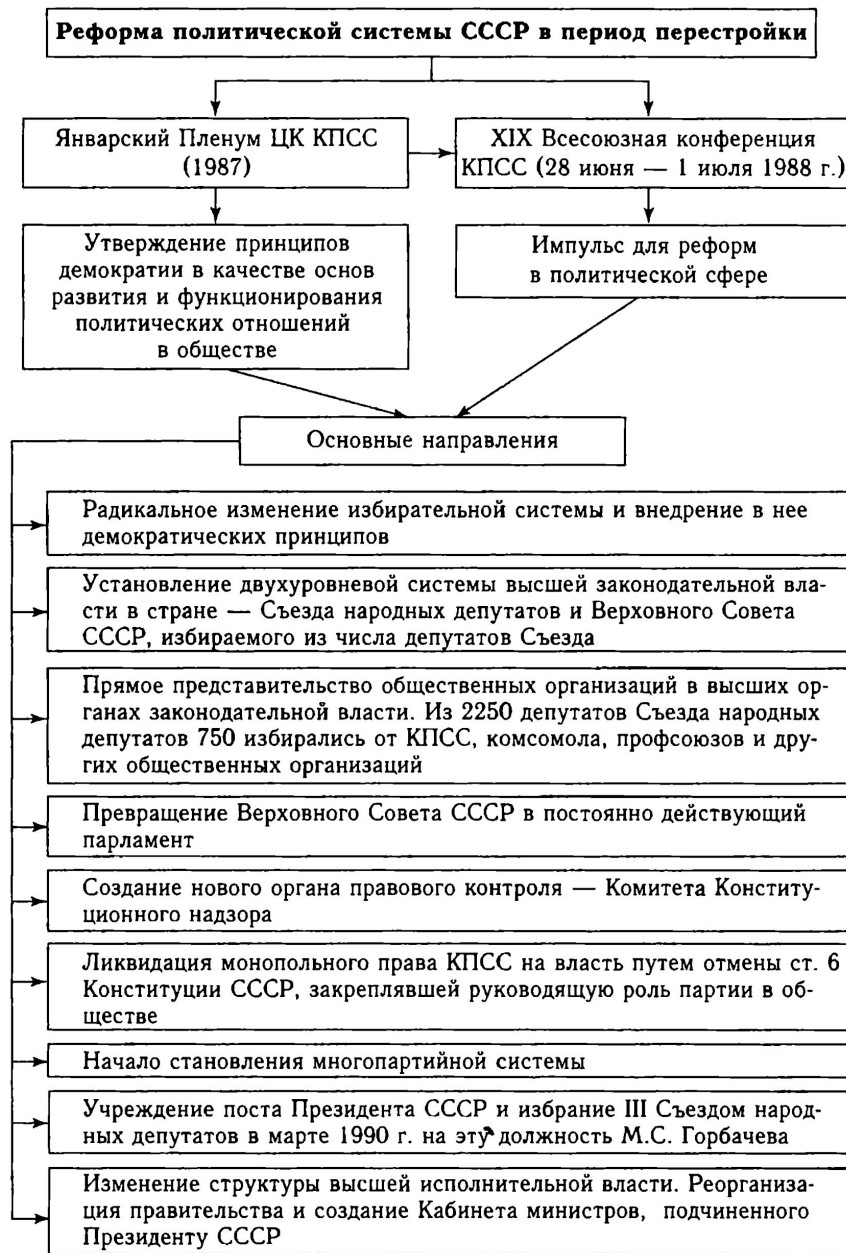 Реформа политической системы СССР в период перестройки
Январский Пленум ЦК КПСС
(1987)
XIX Всесоюзная конференция
КПСС (28 июня — 1 июля 1988 г.)
Утверждение принципов
демократии в качестве основ
развития и функционирования
политических отношений
в обществе
Импульс для реформ
в политической сфере
Основные направления
Радикальное изменение избирательной системы и внедрение в нее
демократических принципов
Установление двухуровневой системы высшей законодательной вла-
сти в стране — Съезда народных депутатов и Верховного Совета
СССР, избираемого из числа депутатов Съезда
Прямое представительство общественных организаций в высших ор-
ганах законодательной власти. Из 2250 депутатов Съезда народных
депутатов 750 избирались от КПСС, комсомола, профсоюзов и дру-
гих общественных организаций
Превращение Верховного Совета СССР в постоянно действующий
парламент
Создание нового органа правового контроля — Комитета Конститу-
ционного надзора
Ликвидация монопольного права КПСС на власть путем отмены ст. 6
Конституции СССР, закреплявшей руководящую роль партии в об-
ществе
Начало становления многопартийной системы
Учреждение поста Президента СССР и избрание III Съездом народ-
ных депутатов в марте 1990 г. на эту должность М.С. Горбачева
Изменение структуры высшей исполнительной власти. Реорганиза-
ция правительства и создание Кабинета министров, подчиненного
Президенту СССР